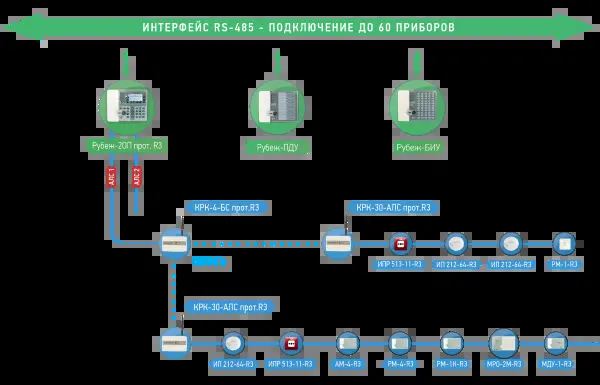 ИНТЕРФЕЙС RS-485 - ПОДКЛЮЧЕНИЕ ДО 60 ПРИБОРОВ
Рубеж-2ОП прот. R3
Рубеж-ПДУ
Рубеж-БИУ
АЛС 1
АЛС 2
КРК-4-БС прот.R3
КРК-30-АЛС прот.R3
ИПР 513-11-R3
ИП 212-64-R3
ИП 212-64-R3
РМ-1-R3
КРК-30-АЛС прот.R3
ИП 212-64-R3
ИПР 513-11-R3
АМ-4-R3
РМ-4-R3
РМ-1К-R3
МРО-2М-R3
МДУ-1-R3